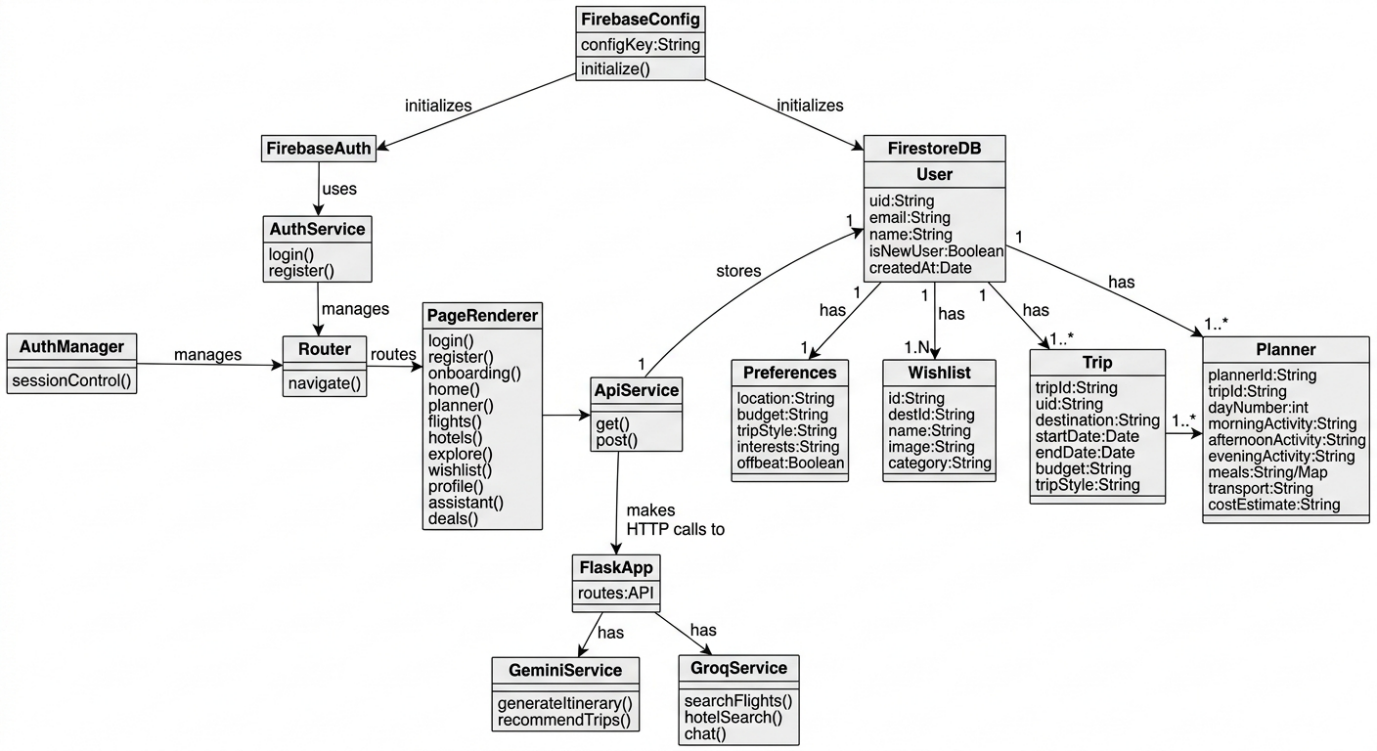 FirebaseConfig
configKey:String
initialize()
initializes
initializes
FirebaseAuth
uses
AuthService
login()
register()
manages
AuthManager
sessionControl()
manages
Router
navigate()
routes
PageRenderer
login()
register()
onboarding()
home()
planner()
flights()
hotels()
explore()
wishlist()
profile()
assistant()
deals()
FirestoreDB
User
uid:String
email:String
name:String
isNewUser:Boolean
createdAt:Date
1
stores
1
ApiService
get()
post()
makes
HTTP calls to
FlaskApp
routes:API
has
has
GeminiService
generateItinerary()
recommendTrips()
GroqService
searchFlights()
hotelSearch()
chat()
1
has
1
Preferences
location:String
budget:String
tripStyle:String
interests:String
offbeat:Boolean
1
has
1.N
Wishlist
id:String
destId:String
name:String
image:String
category:String
1
has
1..*
Trip
tripId:String
uid:String
destination:String
startDate:Date
endDate:Date
budget:String
tripStyle:String
1..*
1
has
1..*
Planner
plannerId:String
tripId:String
dayNumber:int
morningActivity:String
afternoonActivity:String
eveningActivity:String
meals:String/Map
transport:String
costEstimate:String